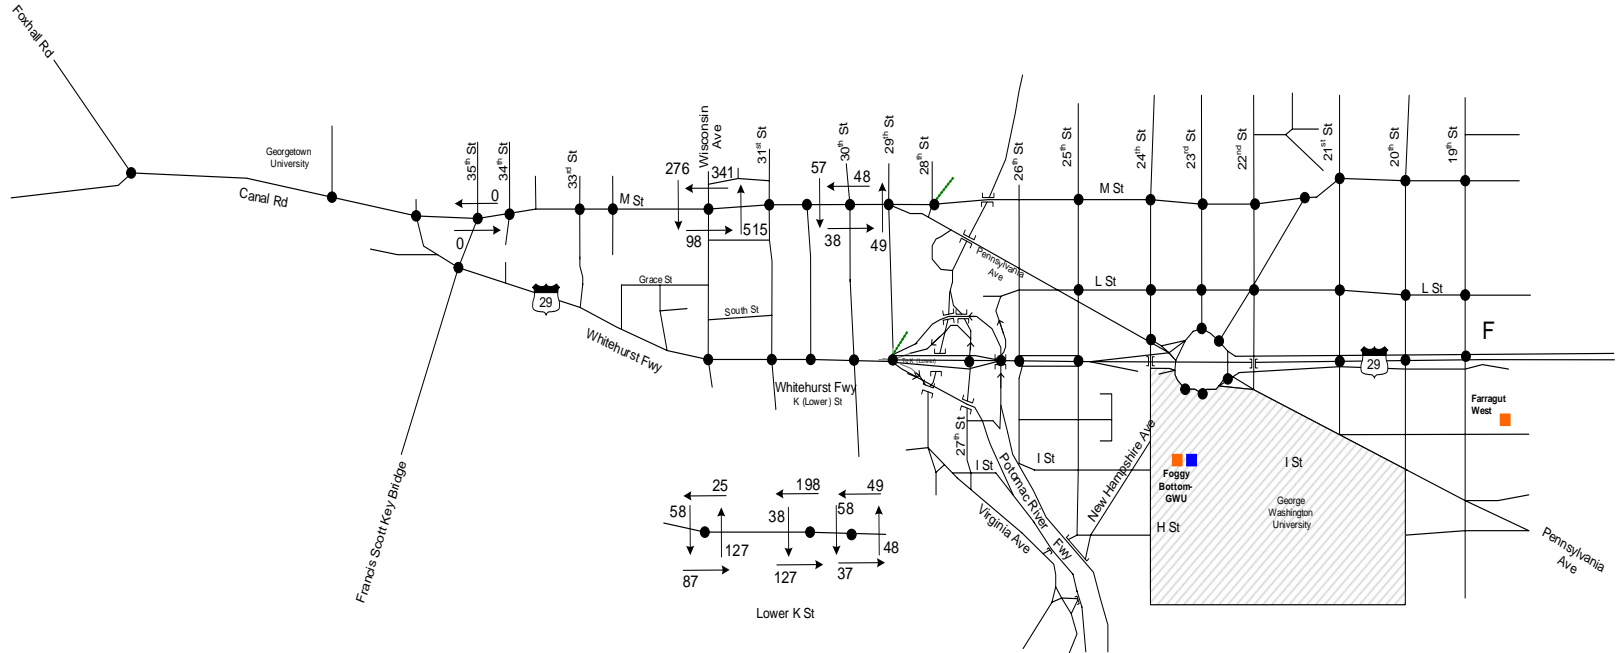 Foxhall Rd
Georgetown
University
Canal Rd
35th St
34th St
33rd St
M St
Wisconsin
Ave
31st St
30th St
29th St
28th St
26th St
25th St
24th St
23rd St
22nd St
21st St
20th St
19th St
M St
0
0
276
341
98
515
57
48
38
49
Grace St
South St
29
Whitehurst Fwy
Whitehurst Fwy
K (Lower) St
To K (Lower)
Pennsylvania
Ave
L St
L St
F
29
Farragut
West
27th St
I St
I St
I St
Foggy
Bottom-
GWU
George
Washington
University
H St
New Hampshire Ave
Potomac River
Fwy
Virginia Ave
Pennsylvania
Ave
Francis Scott Key Bridge
25
198
49
58
38
58
127
48
87
127
37
Lower K St